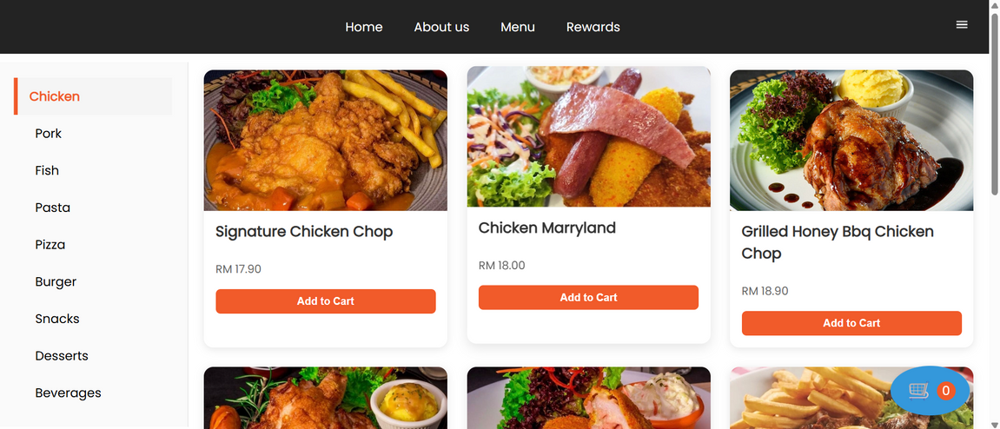 Home About us Menu Rewards
Chicken
Pork
Fish
Pasta
Pizza
Burger
Snacks
Desserts
Beverages
Signature Chicken Chop
RM 17.90
Add to Cart
Chicken Marryland
RM 18.00
Add to Cart
Grilled Honey Bbq Chicken
Chop
RM 18.90
Add to Cart
0